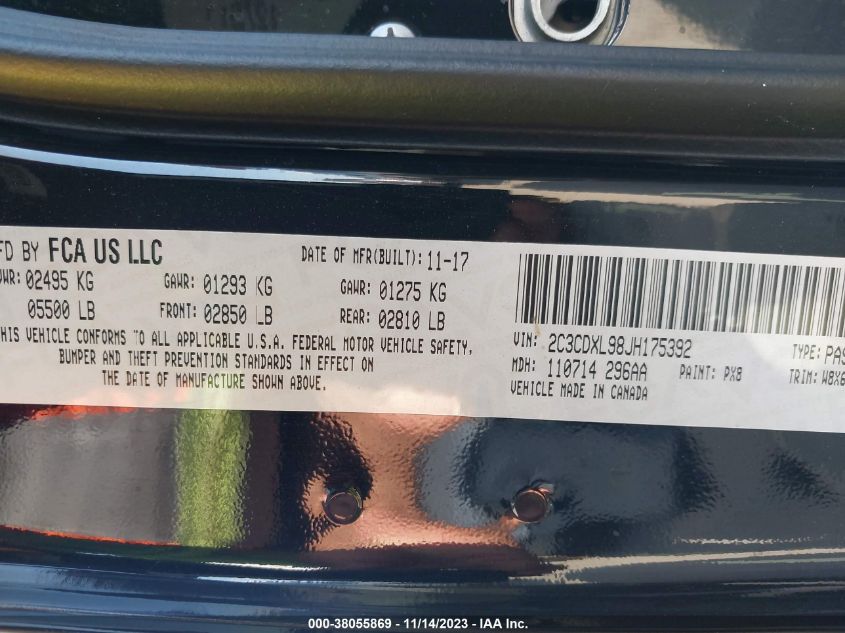 FD BY FCA US LLC
DATE OF MFR(BUILT): 11-17
WR: 02495 KG GAWR: 01293 KG GAWR: 01275 KG
05500 LB FRONT: 02850 LB REAR: 02810 LB
THIS VEHICLE CONFORMS TO ALL APPLICABLE U.S.A. FEDERAL MOTOR VEHICLE SAFETY,
BUMPER AND THEFT PREVENTION STANDARDS IN EFFECT ON
THE DATE OF MANUFACTURE SHOWN ABOVE.
VIN: 2C3CDXL98JH175392 TYPE: PAS
MDH: 110714 296AA PAINT: PX8 TRIM: W8X6
VEHICLE MADE IN CANADA
000-38055869 - 11/14/2023 - IAA Inc.